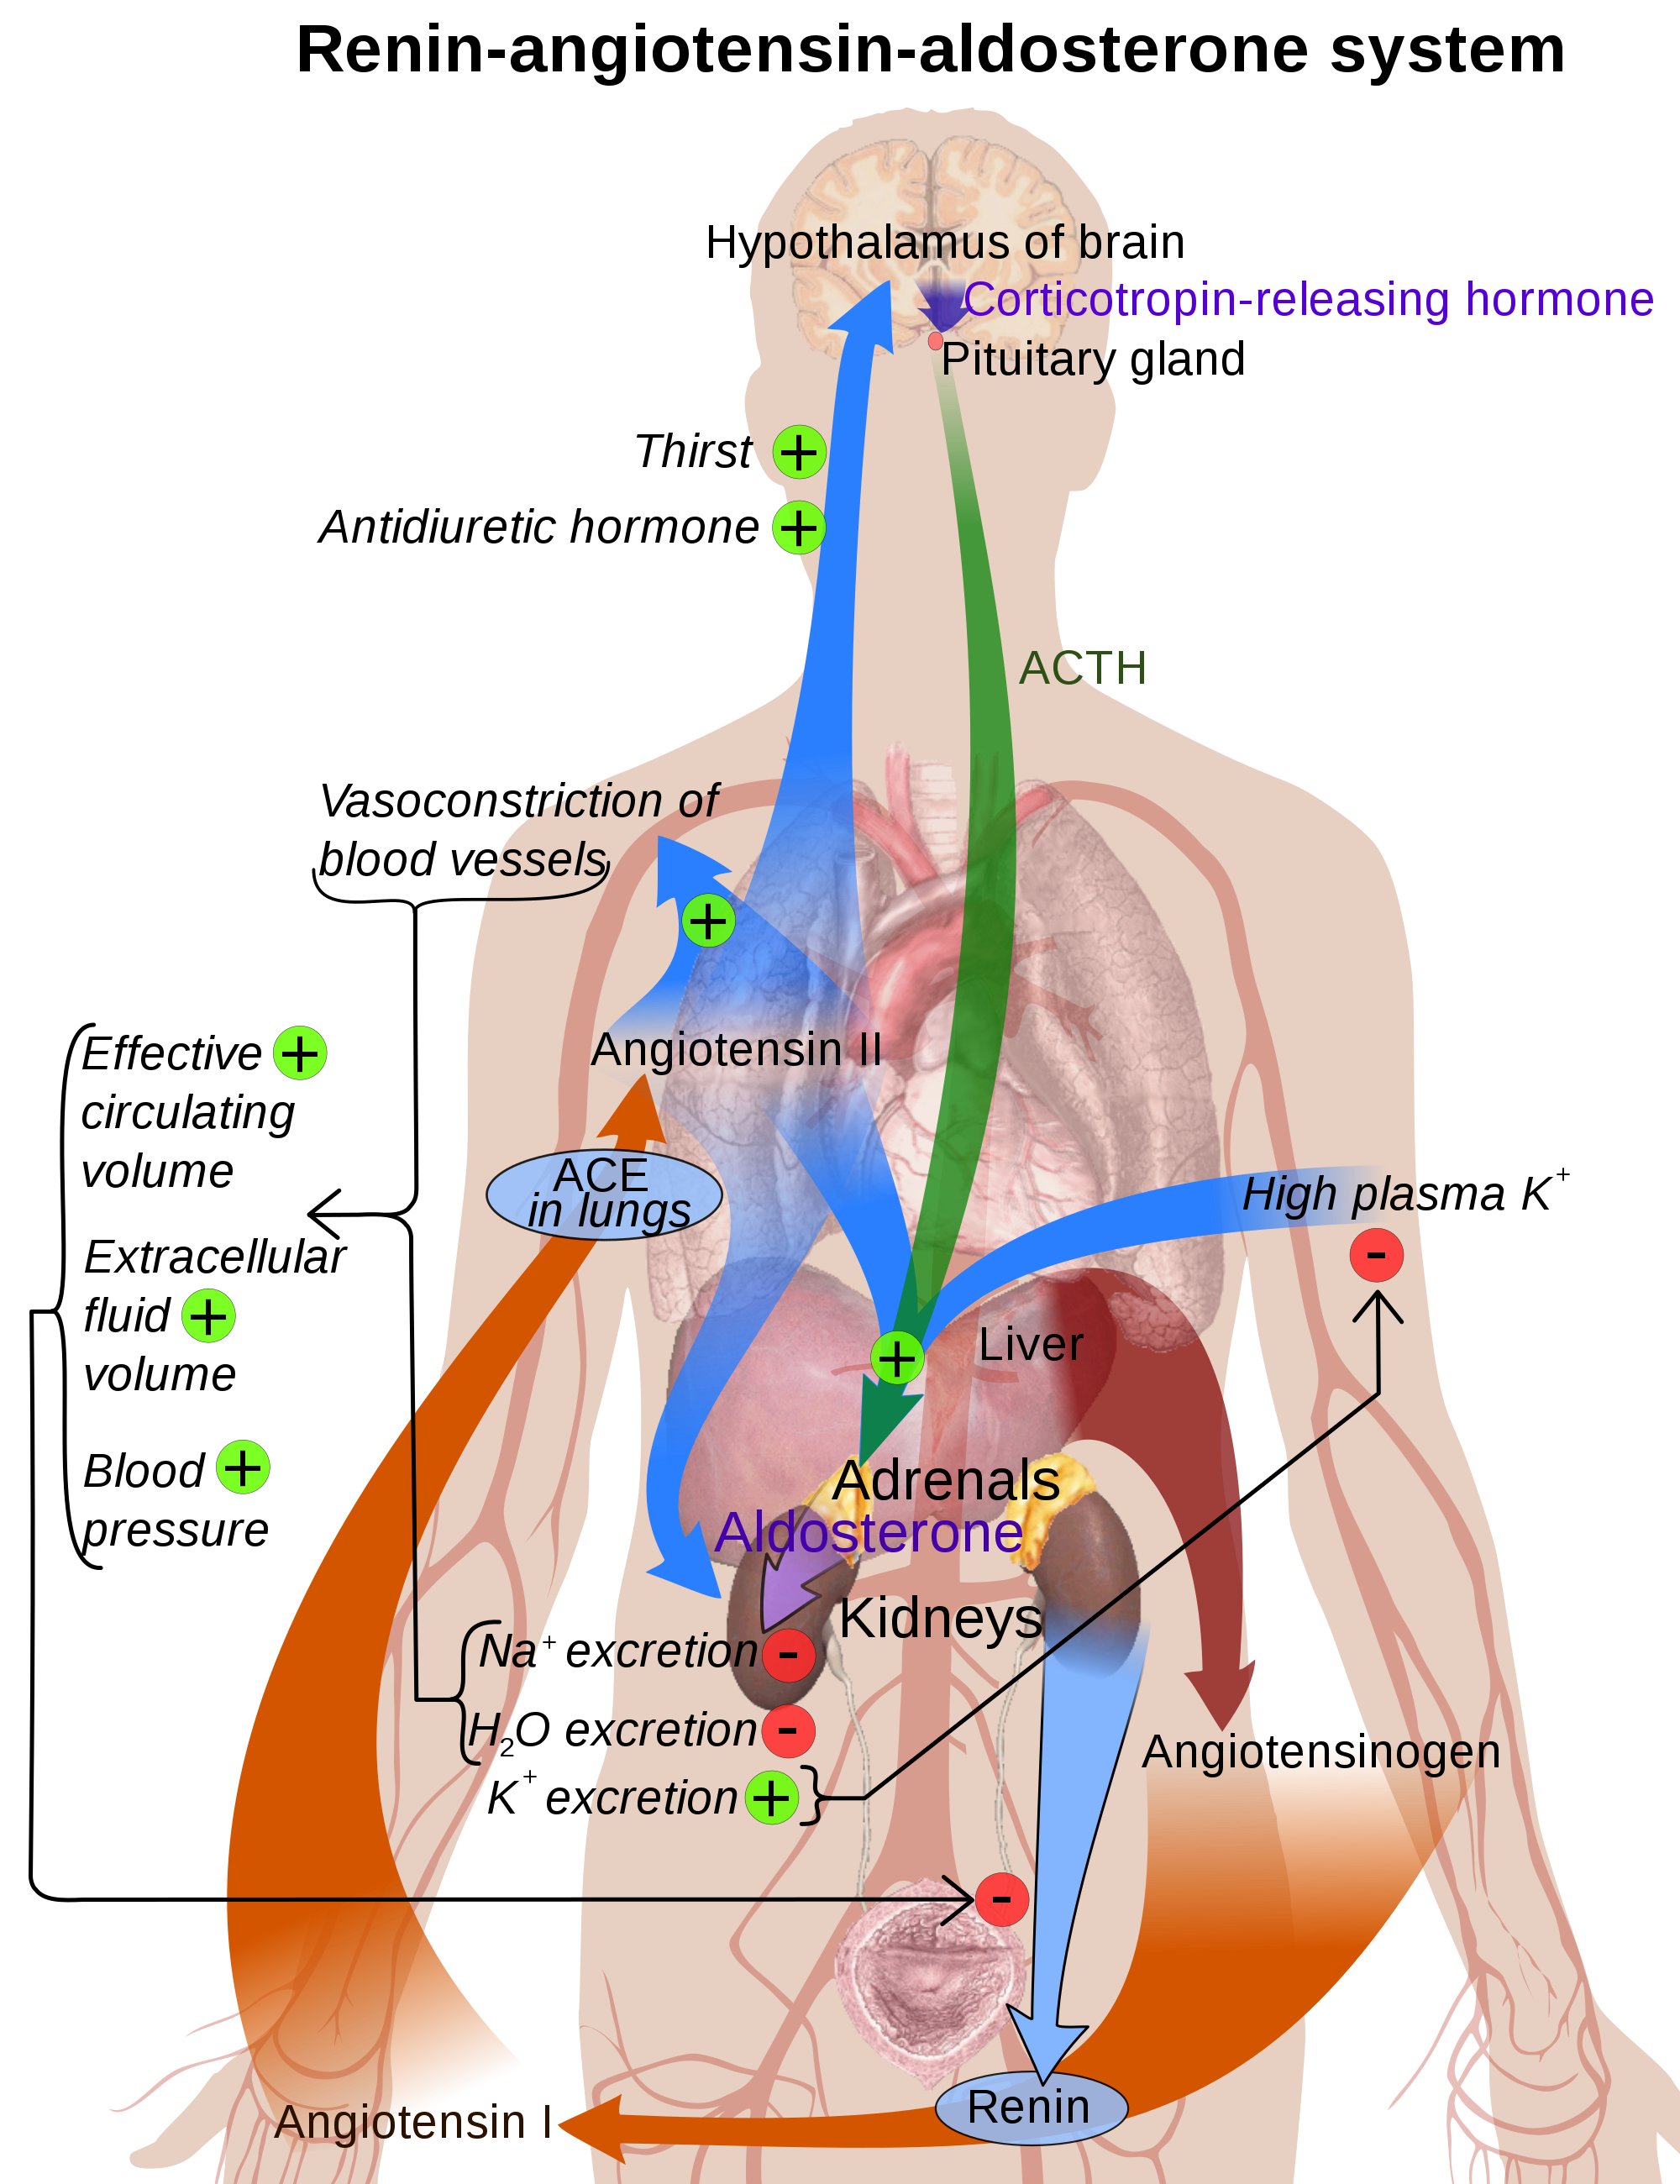 Renin-angiotensin-aldosterone system
Hypothalamus of brain
Corticotropin-releasing hormone
Pituitary gland
Thirst +
Antidiuretic hormone +
ACTH
Vasoconstriction of
blood vessels
+
Angiotensin II
Effective +
circulating
volume
ACE
in lungs
High plasma K⁺
-
Extracellular
fluid +
volume
Liver
+
Blood +
pressure
Adrenals
Aldosterone
Kidneys
Na⁺ excretion -
H₂O excretion -
K⁺ excretion +
Angiotensinogen
-
Renin
Angiotensin I